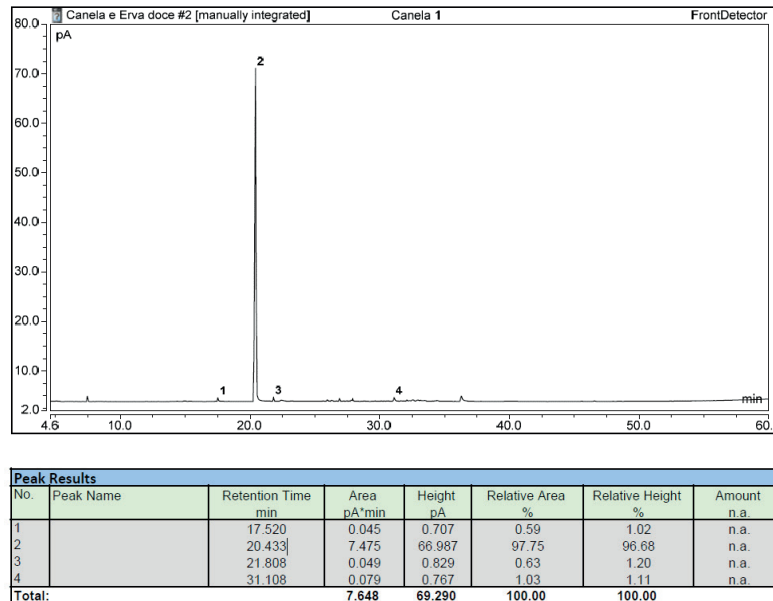 Canela e Erva doce #2 [manually integrated] Canela 1 FrontDetector
80.0
pA
70.0
60.0
50.0
40.0
30.0
20.0
10.0
2.0
2
1
3
4
min
4.6 10.0 20.0 30.0 40.0 50.0 60.
Peak Results
No. Peak Name Retention Time Area Height Relative Area Relative Height Amount
min pA*min pA % % n.a.
1 17.520 0.045 0.707 0.59 1.02 n.a.
2 20.433 7.475 66.987 97.75 96.68 n.a.
3 21.808 0.049 0.829 0.63 1.20 n.a.
4 31.108 0.079 0.767 1.03 1.11 n.a.
Total: 7.648 69.290 100.00 100.00